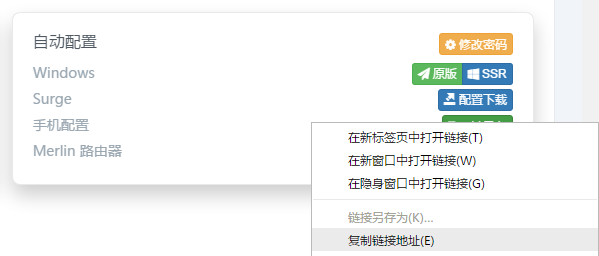 自动配置 修改密码
Windows 原版 SSR
Surge 配置下载
手机配置
Merlin 路由器
在新标签页中打开链接(T)
在新窗口中打开链接(W)
在隐身窗口中打开链接(G)
链接另存为(K)...
复制链接地址(E)